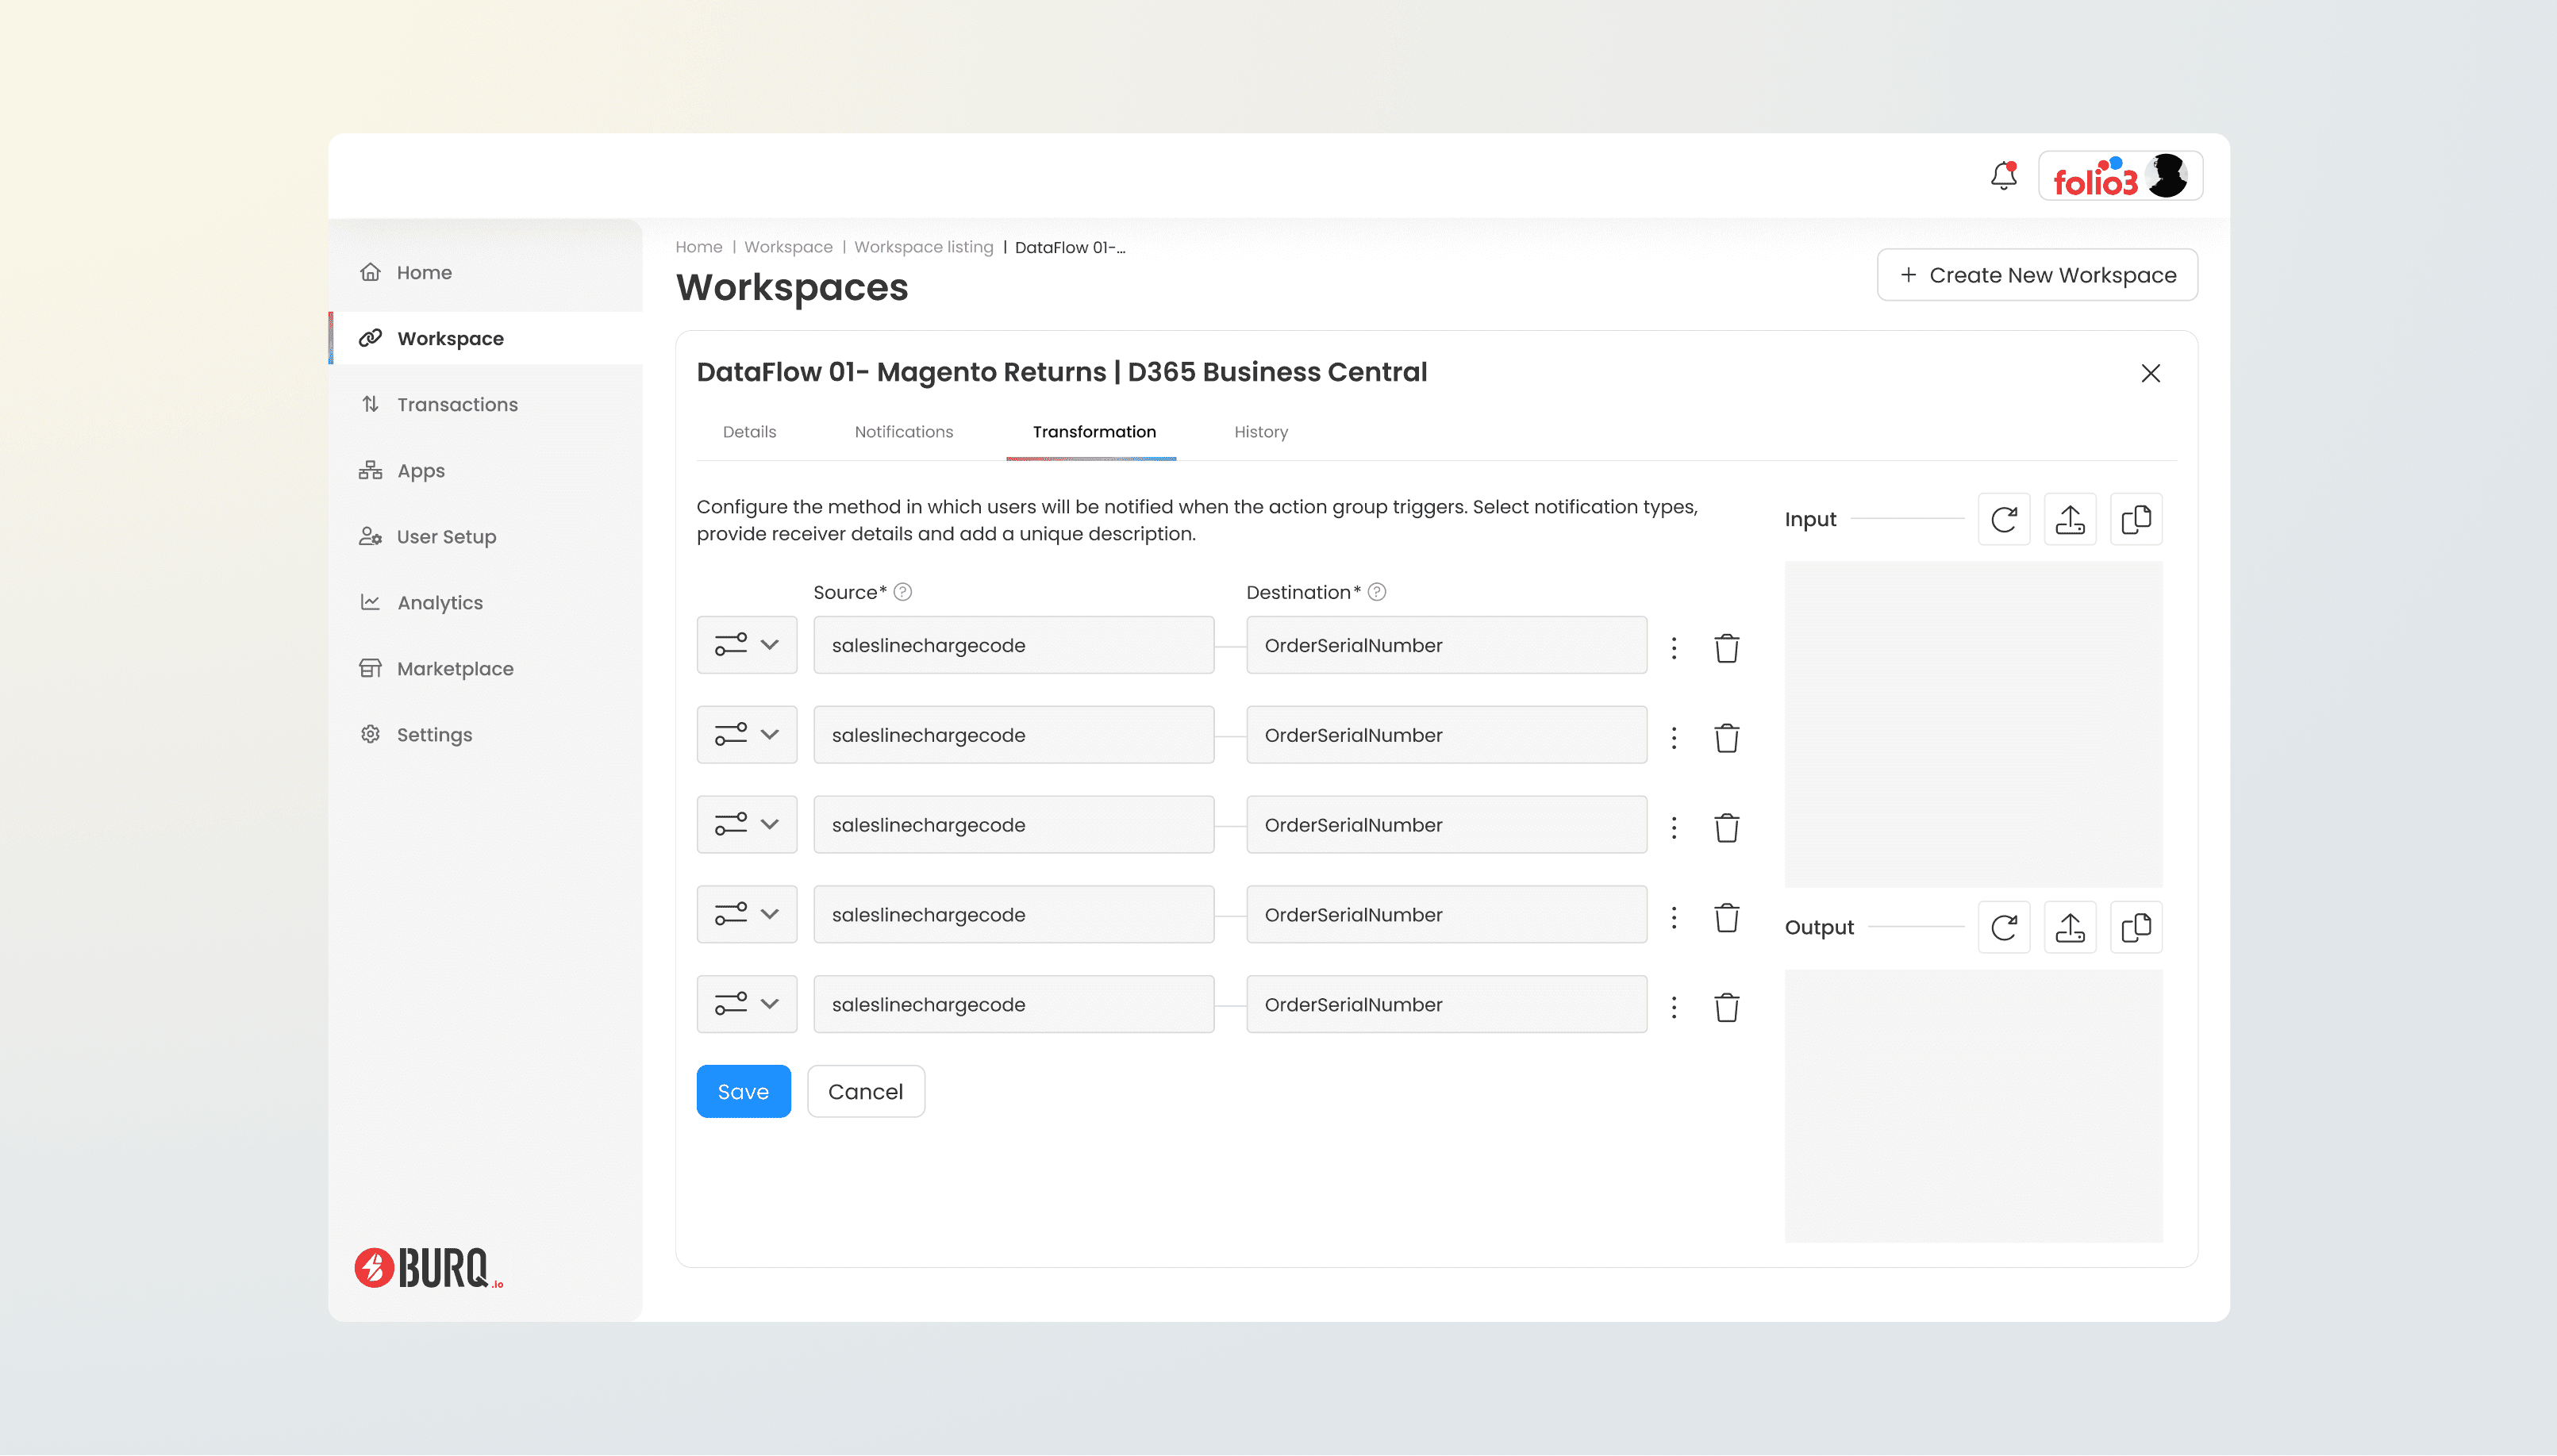 folio3
Home | Workspace | Workspace listing | DataFlow 01-...
Workspaces
+ Create New Workspace
Home
Workspace
Transactions
Apps
User Setup
Analytics
Marketplace
Settings
BURQ.io
DataFlow 01- Magento Returns | D365 Business Central
Details Notifications Transformation History
Configure the method in which users will be notified when the action group triggers. Select notification types,
provide receiver details and add a unique description.
Source* ? Destination* ?
saleslinechargecode OrderSerialNumber
saleslinechargecode OrderSerialNumber
saleslinechargecode OrderSerialNumber
saleslinechargecode OrderSerialNumber
saleslinechargecode OrderSerialNumber
Save Cancel
Input
Output